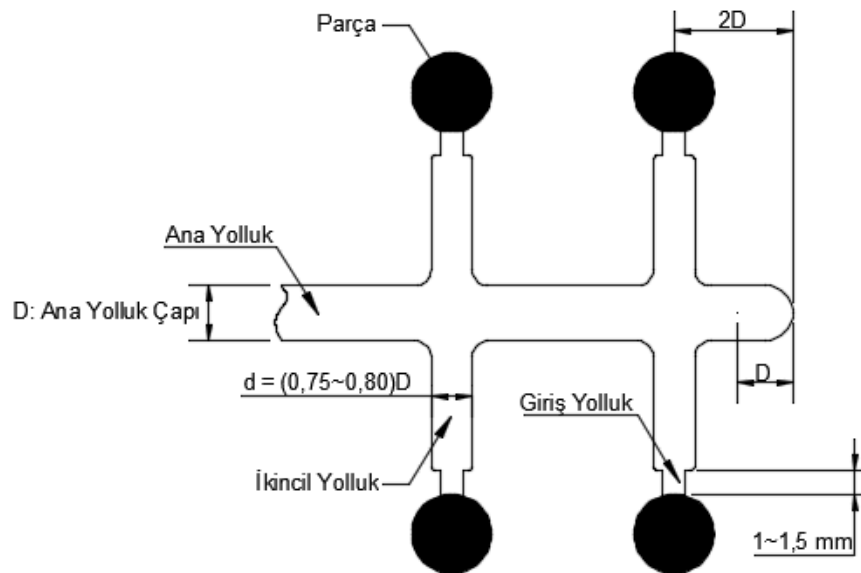 Parça
2D
Ana Yolluk
D: Ana Yolluk Çapı
d = (0,75~0,80)D
D
Giriş Yolluk
İkincil Yolluk
1~1,5 mm